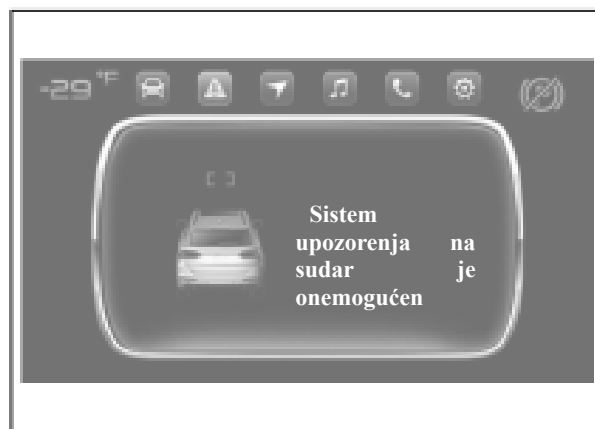 -29 °F
Sistem
upozorenja na
sudar je
onemogućen